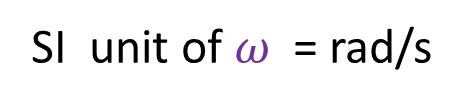 SI unit of ω = rad/s